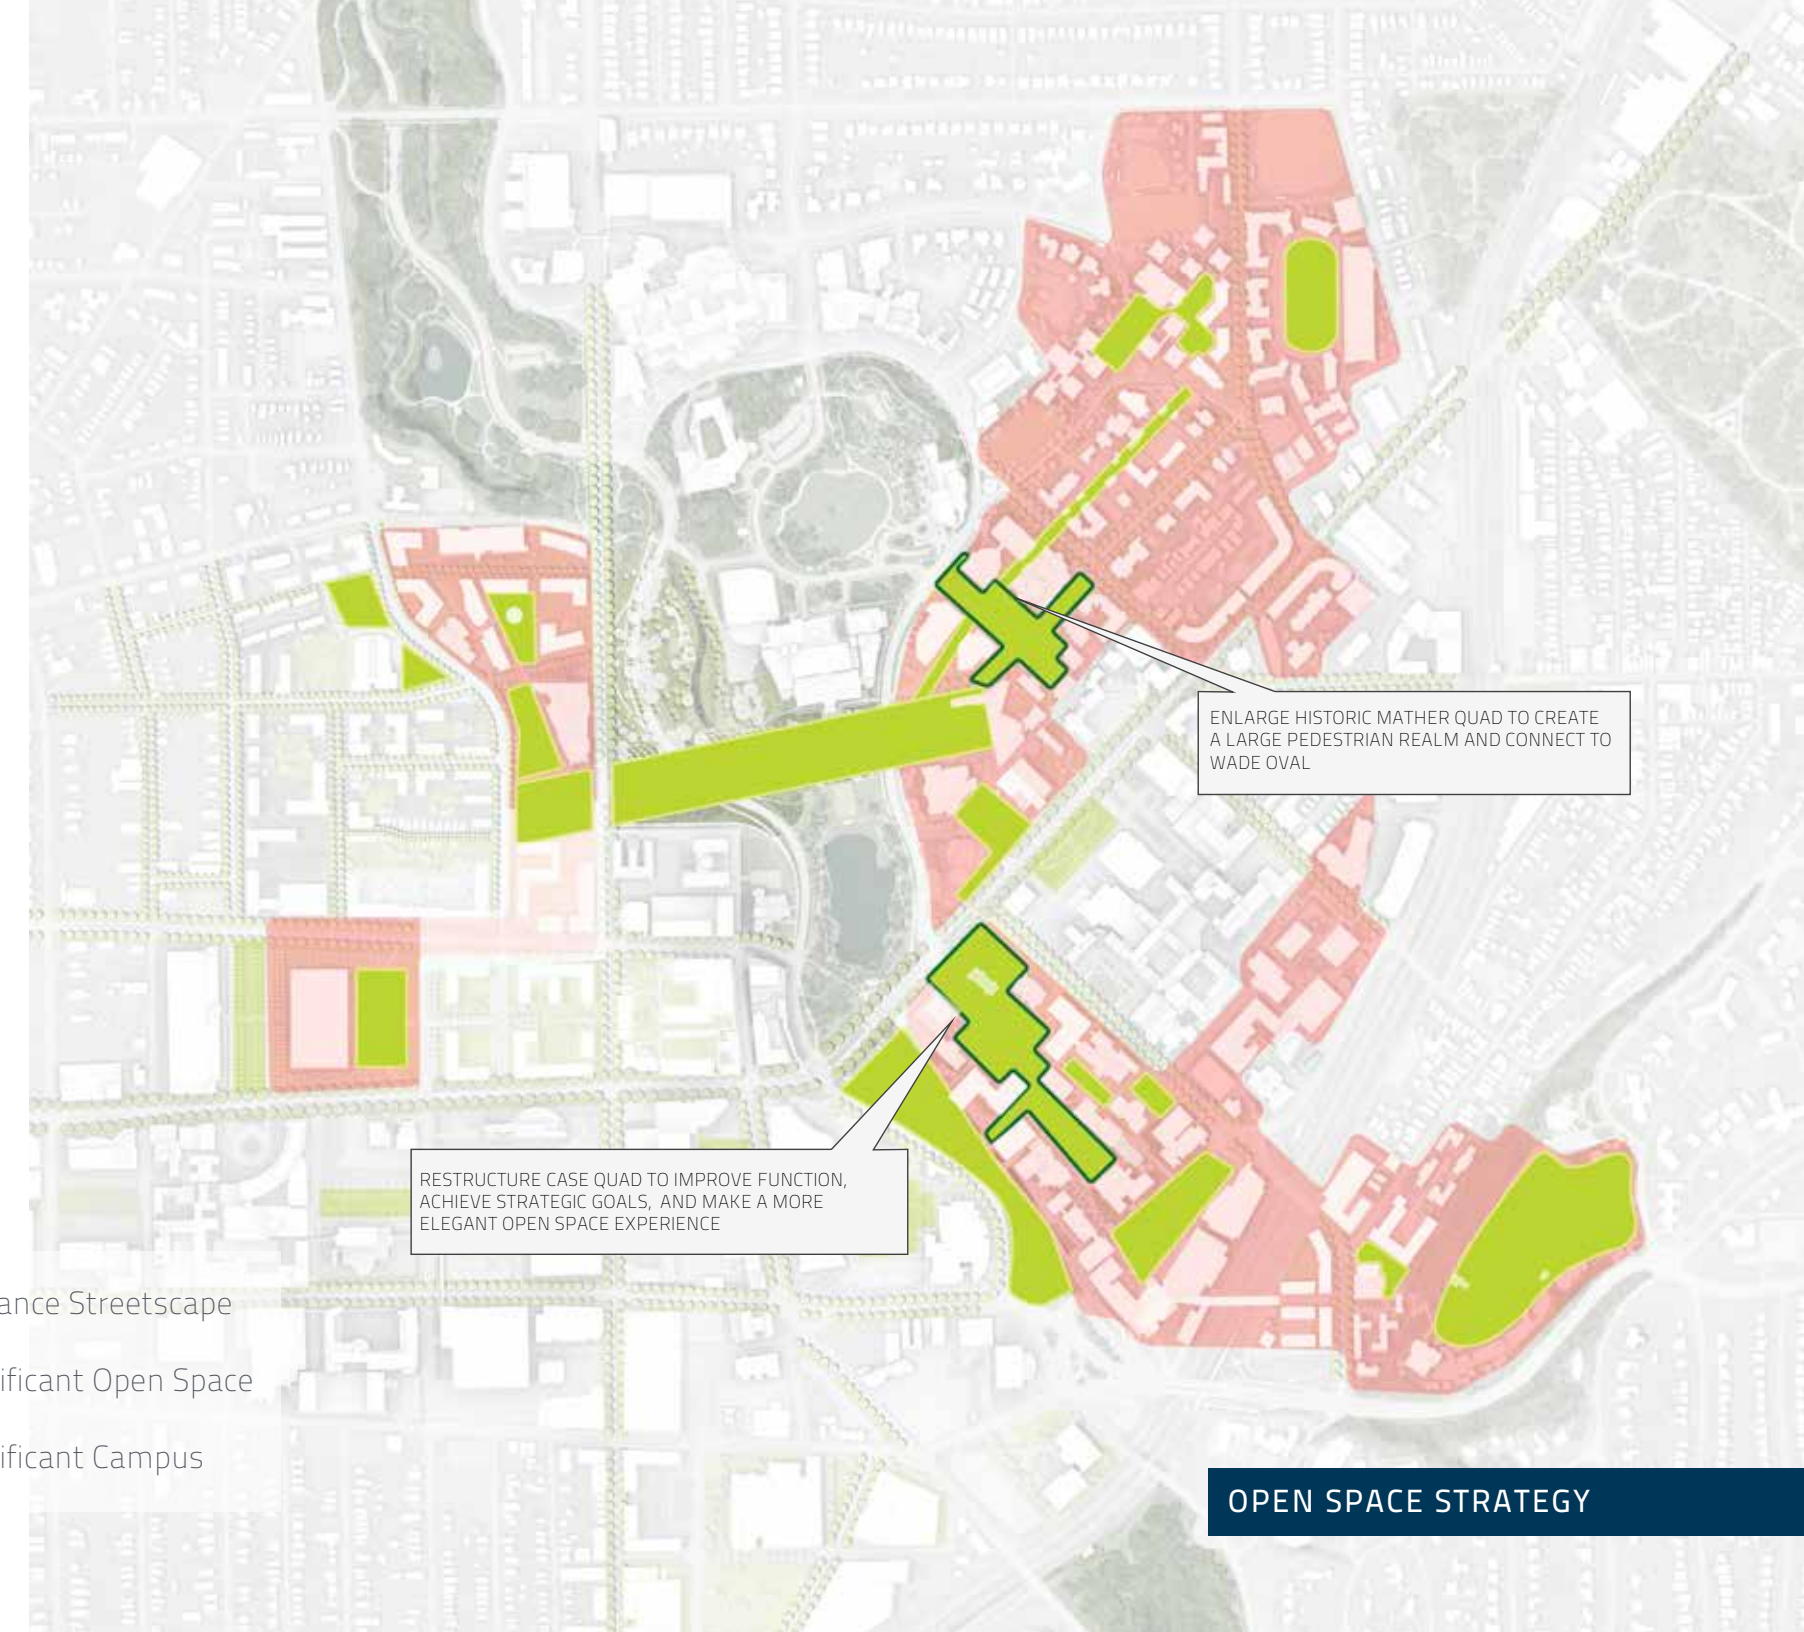 ENLARGE HISTORIC MATHER QUAD TO CREATE
A LARGE PEDESTRIAN REALM AND CONNECT TO
WADE OVAL
RESTRUCTURE CASE QUAD TO IMPROVE FUNCTION,
ACHIEVE STRATEGIC GOALS, AND MAKE A MORE
ELEGANT OPEN SPACE EXPERIENCE
ance Streetscape
ificant Open Space
ificant Campus
OPEN SPACE STRATEGY